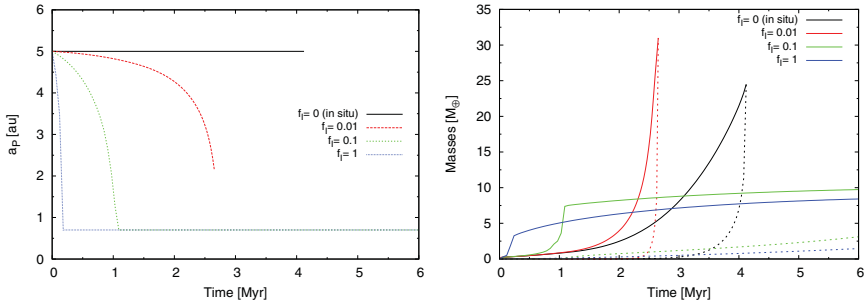 6
5
4
3
2
1
0
a_P [au]
0 1 2 3 4 5 6
Time [Myr]
f_I= 0 (in situ)
f_I= 0.01
f_I= 0.1
f_I= 1
35
30
25
20
15
10
5
0
Masses [M_⊕]
0 1 2 3 4 5 6
Time [Myr]
f_I= 0 (in situ)
f_I= 0.01
f_I= 0.1
f_I= 1